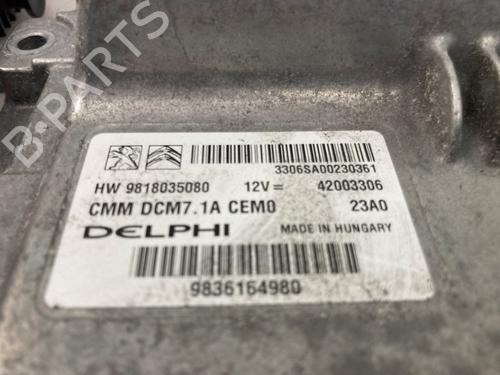 B-PARTS
3306SA00230361
HW 9818035080 12V= 42003306
CMM DCM7.1A CEM0 23A0
DELPHI MADE IN HUNGARY
9836164980